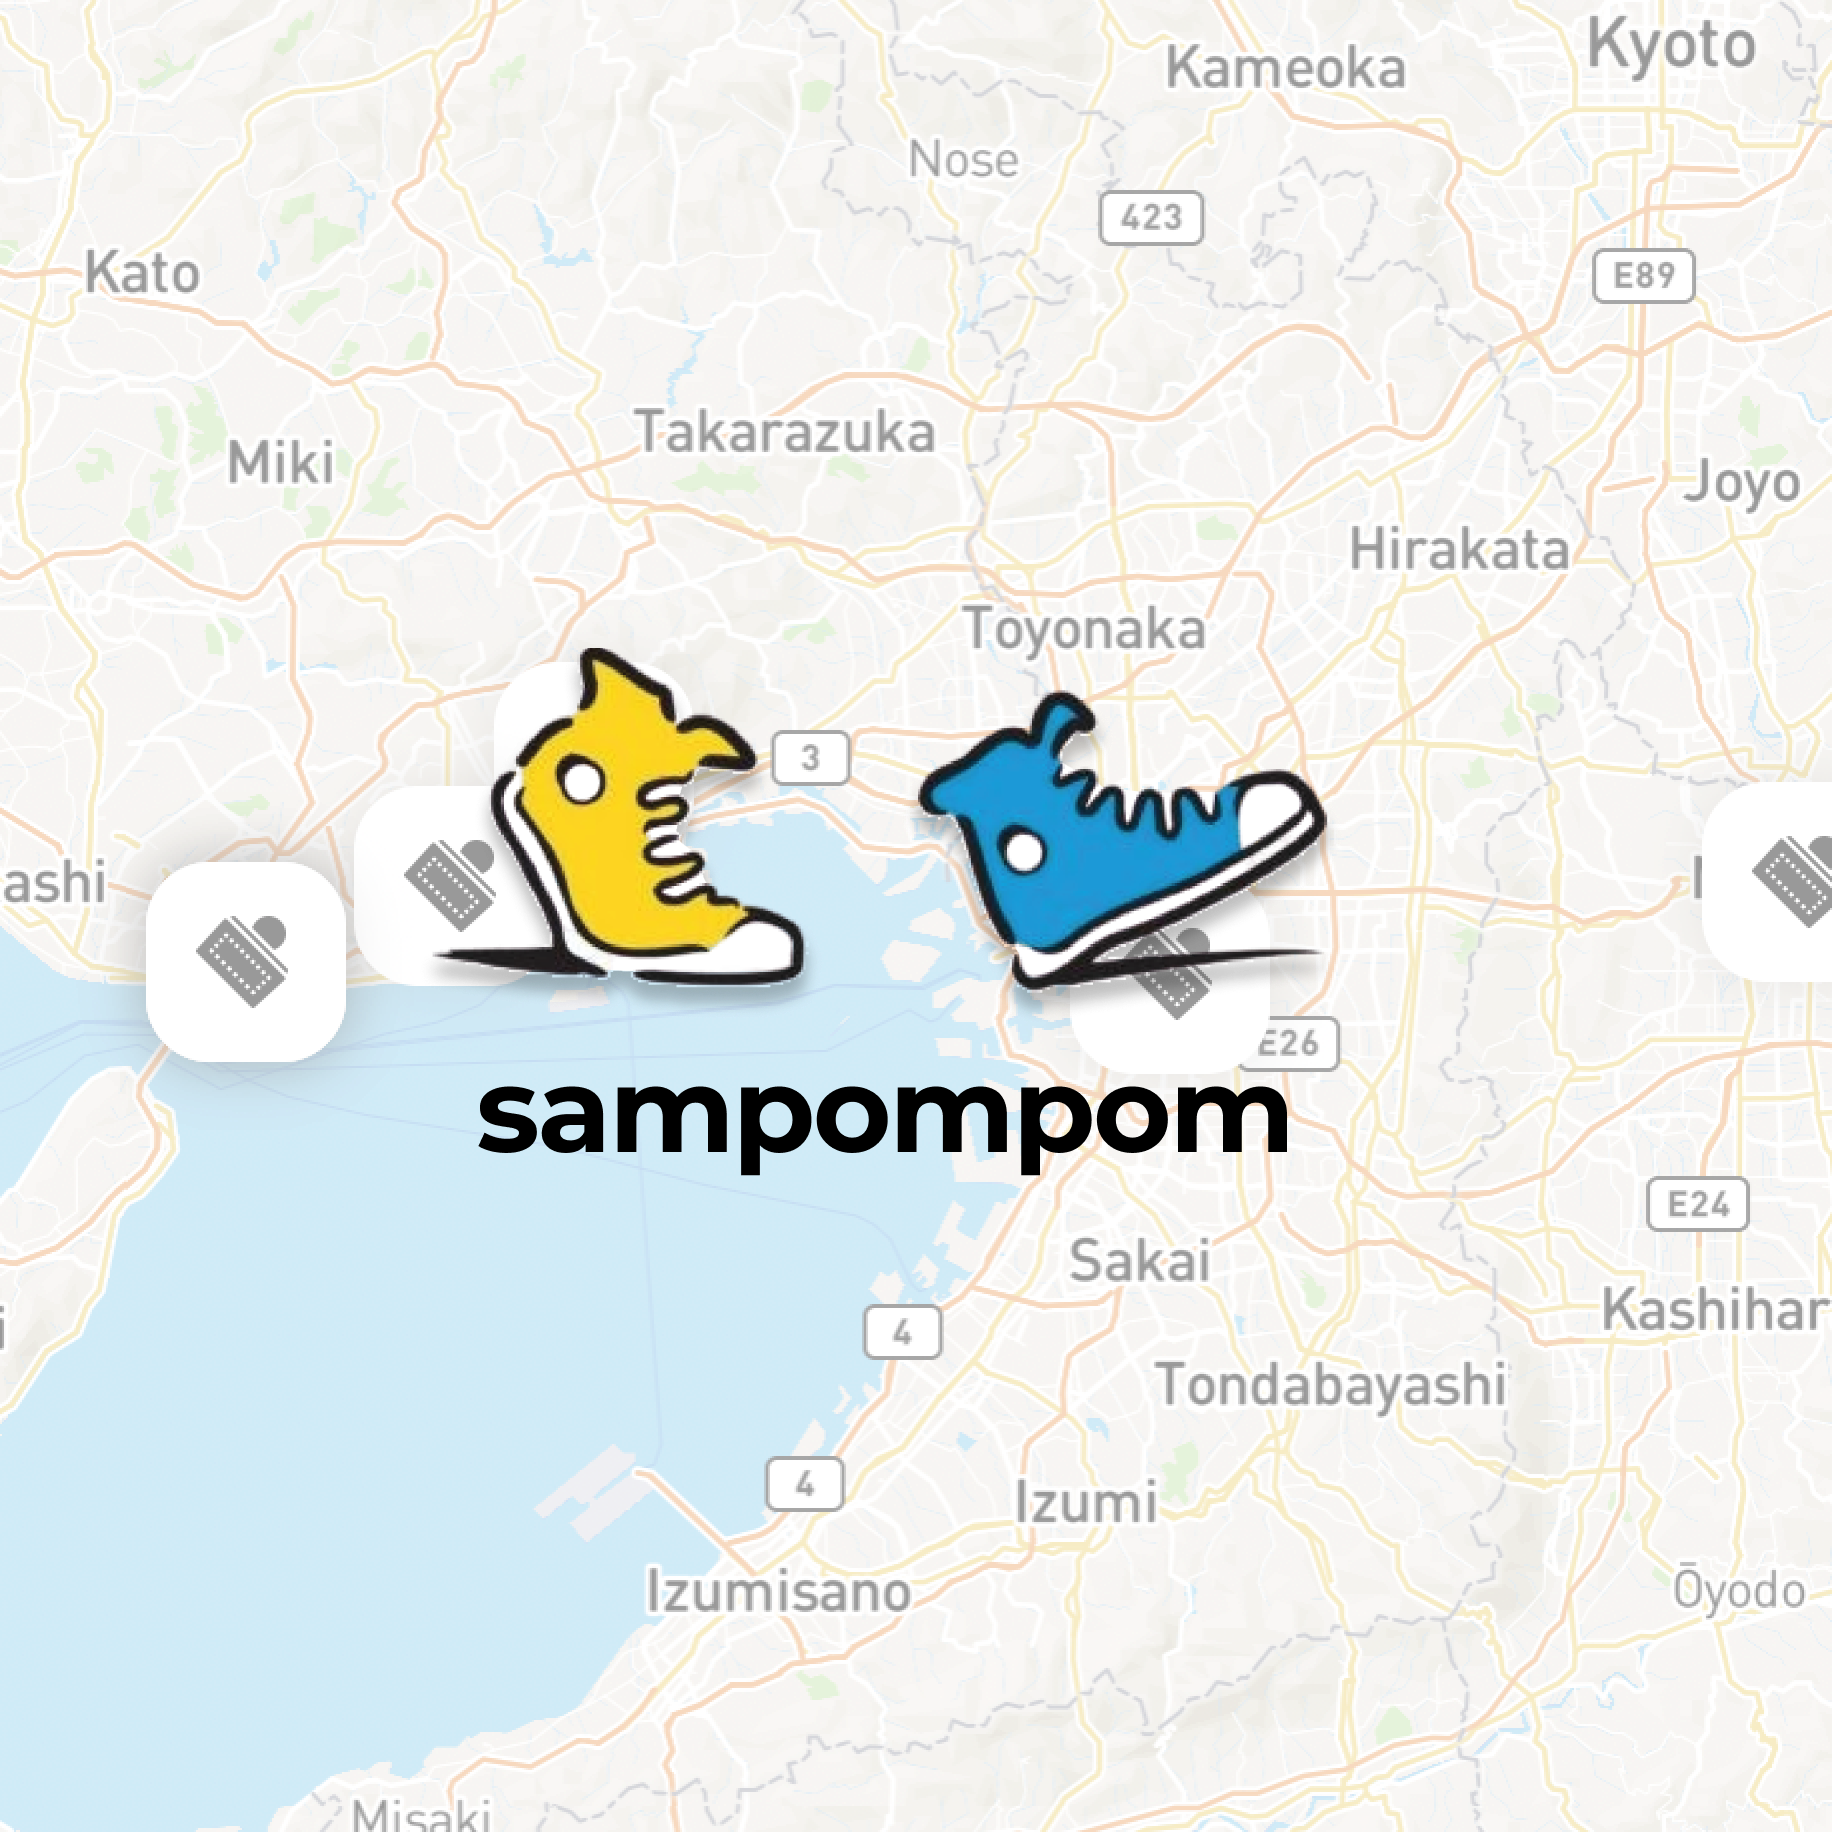 Kyoto
Kameoka
Nose
423
E89
Kato
Takarazuka
Miki
Joyo
Hirakata
Toyonaka
3
ashi
E26
sampompom
E24
Sakai
Kashihar
4
Tondabayashi
4
Izumi
Izumisano
Ōyodo
Misaki